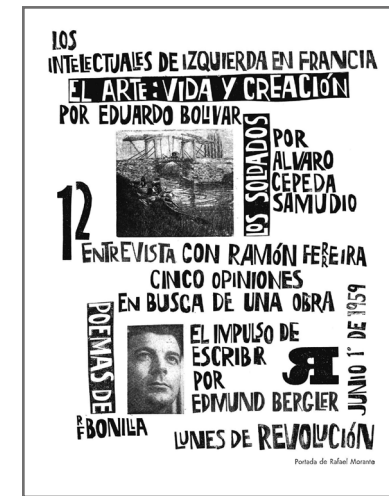 LOS
INTELECTUALES DE IZQUIERDA EN FRANCIA
EL ARTE: VIDA Y CREACIÓN
POR EDUARDO BOLIVAR
LOS SOLDADOS
POR
ALVARO
CEPEDA
SAMUDIO
12
ENTREVISTA CON RAMÓN FERREIRA
CINCO OPINIONES
EN BUSCA DE UNA OBRA
POEMAS DE
RF BONILLA
EL IMPULSO DE
ESCRIBIR
POR
EDMUND BERGLER
R
JUNIO 1º DE 1959
LUNES DE REVOLUCIÓN
Portada de Rafael Morante